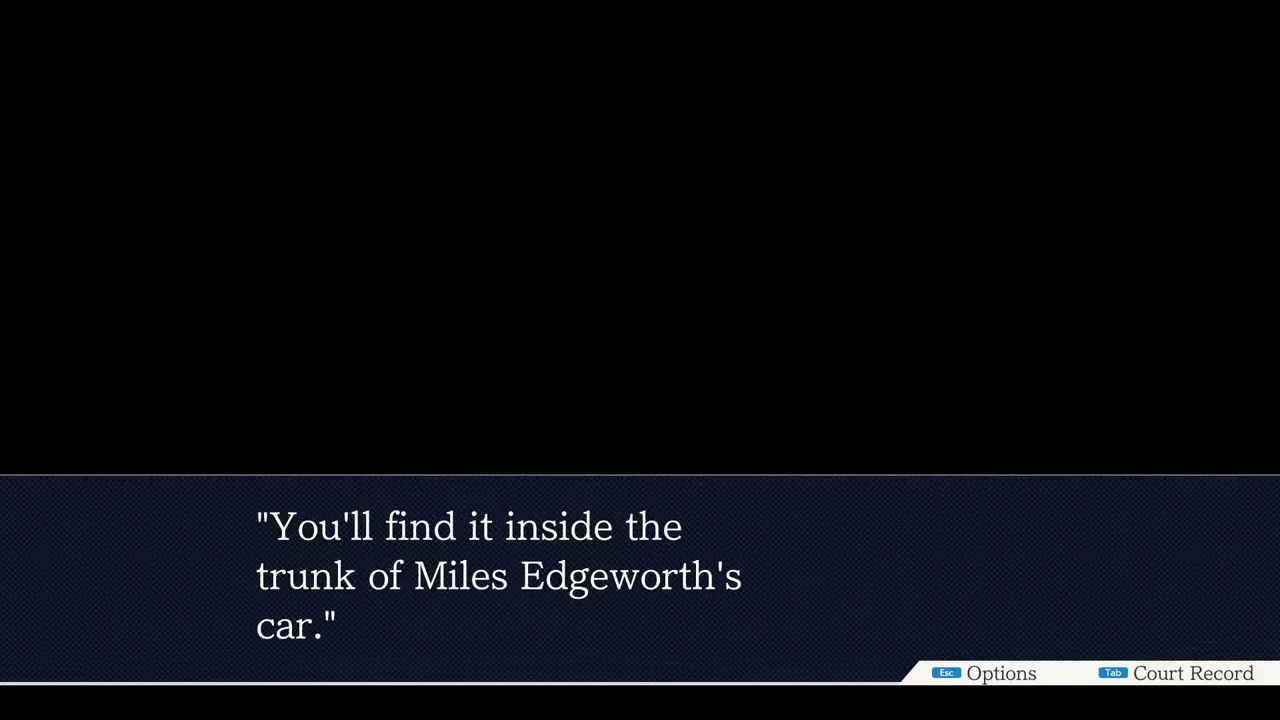 "You'll find it inside the
trunk of Miles Edgeworth's
car."
Esc Options Tab Court Record